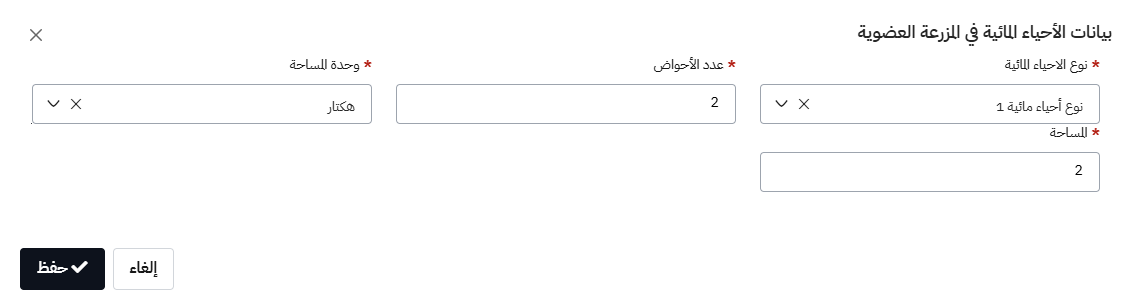 بيانات الأحياء المائية في المزرعة العضوية
* نوع الاحياء المائية
نوع أحياء مائية 1
* عدد الأحواض
2
* وحدة المساحة
هكتار
* المساحة
2
إلغاء
حفظ